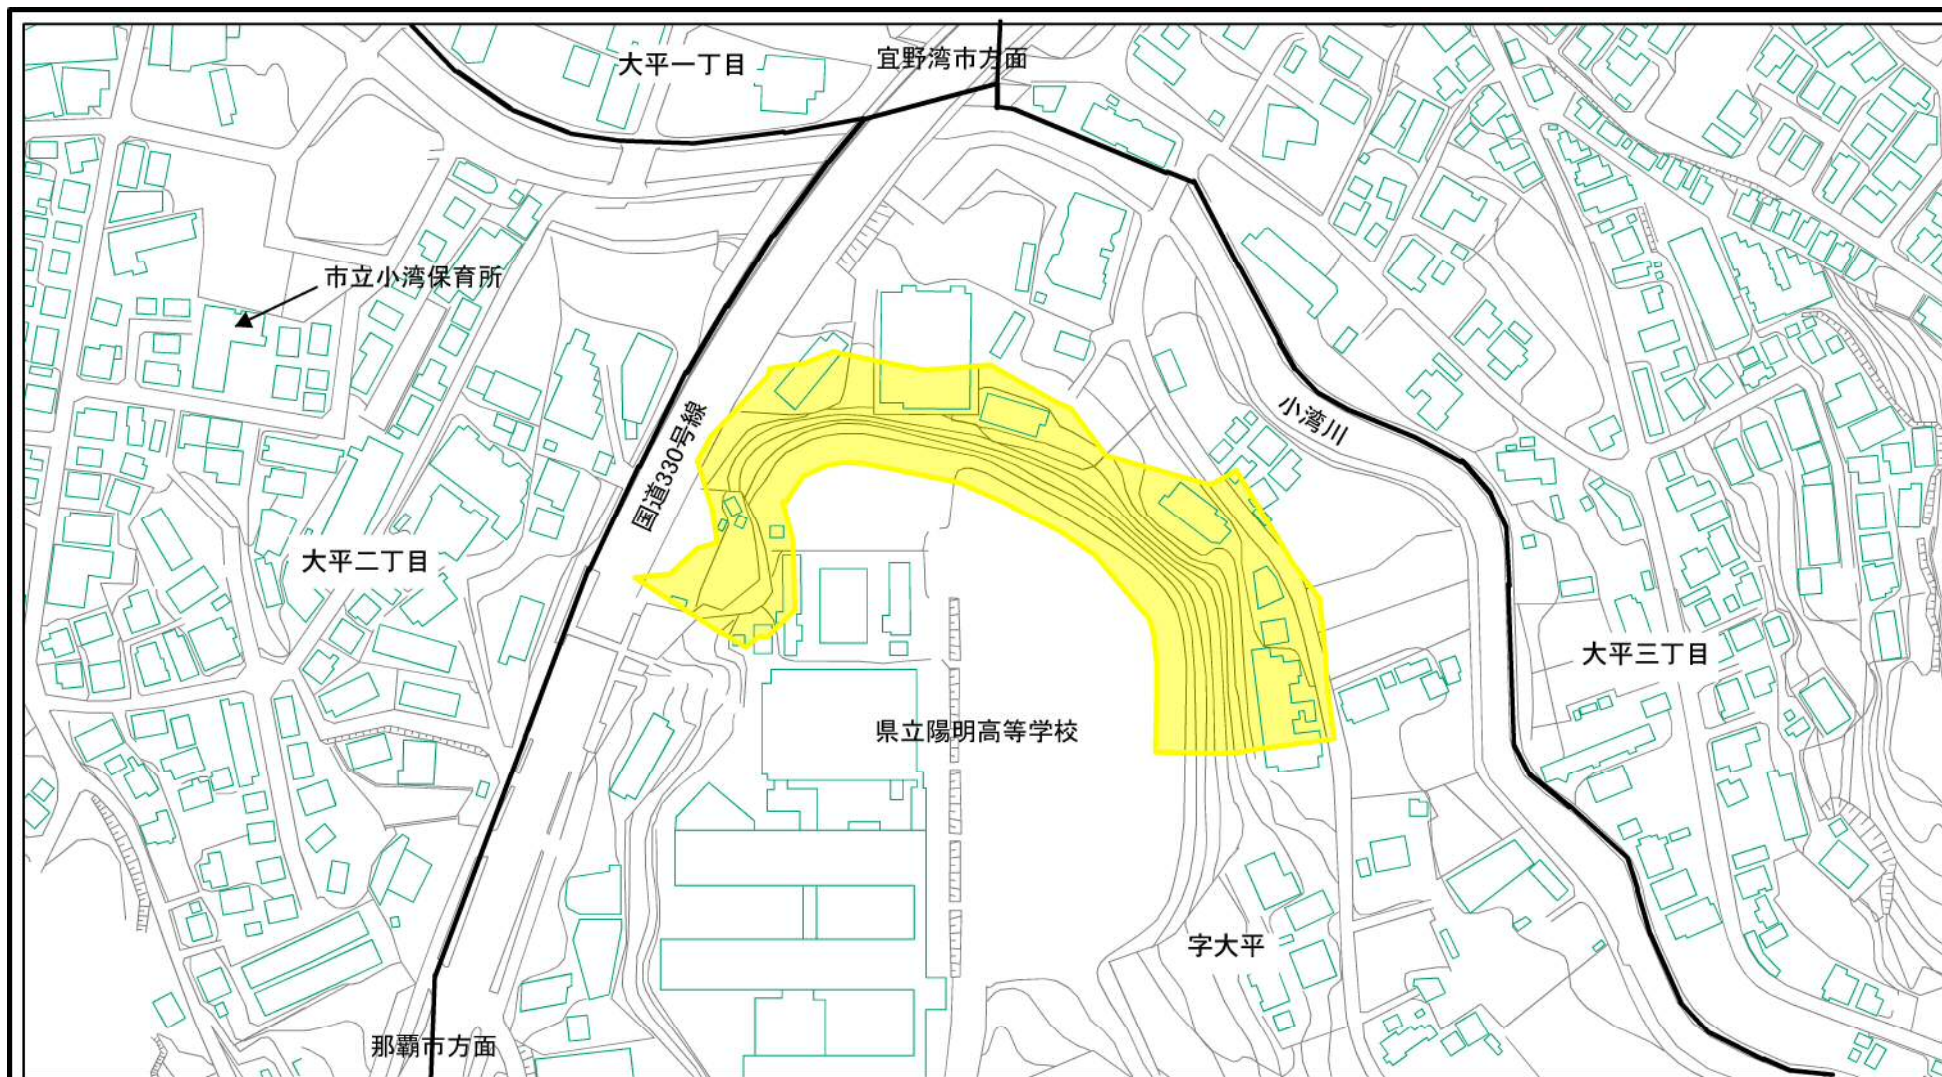 大平一丁目
宜野湾市方面
市立小湾保育所
国道330号線
小湾川
大平二丁目
大平三丁目
県立陽明高等学校
字大平
那覇市方面